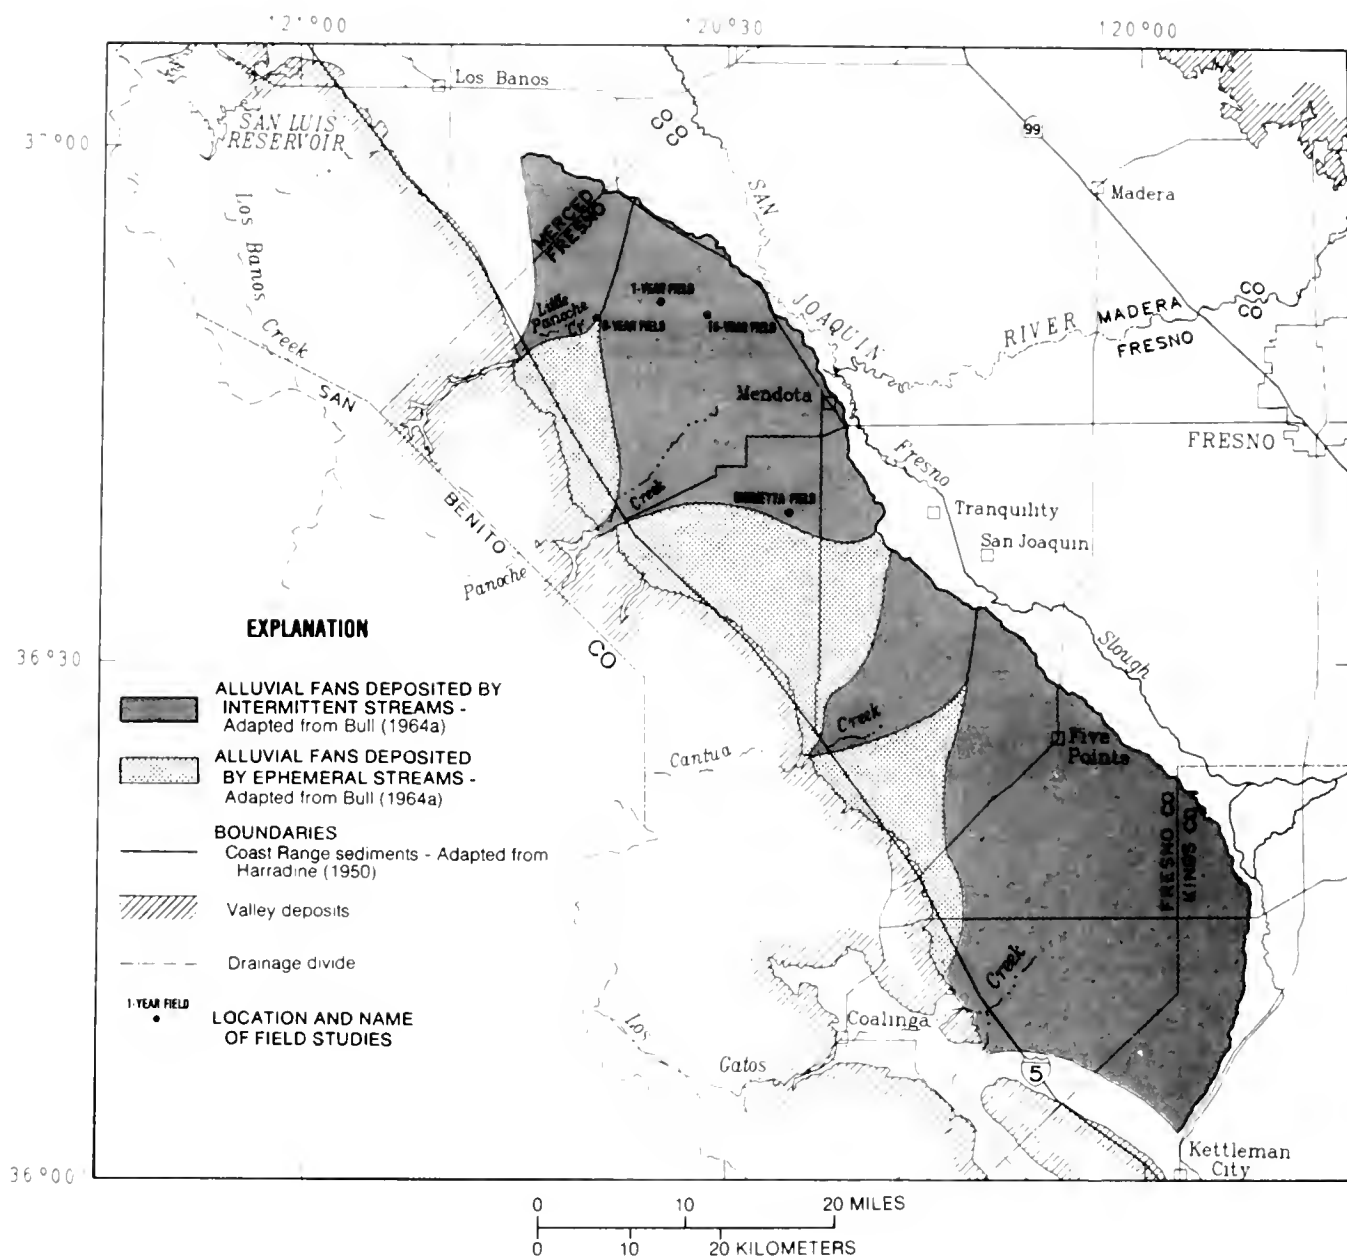 121°00
120°30
120°00
Los Banos
SAN LUIS
RESERVOIR
37°00
CO
CO
99
Madera
SAN
JOAQUIN
RIVER
MADERA CO
FRESNO CO
MERCED
FRESNO
Los
Banos
Creek
Little
Panoche
Cr
1-YEAR FIELD
16-YEAR FIELD
Mendota
SAN
BENITO
CO
FRESNO
Fresno
Slough
Tranquility
San Joaquin
Creek
Panoche
EXPLANATION
36°30
ALLUVIAL FANS DEPOSITED BY
INTERMITTENT STREAMS -
Adapted from Bull (1964a)
ALLUVIAL FANS DEPOSITED
BY EPHEMERAL STREAMS -
Adapted from Bull (1964a)
BOUNDARIES
Coast Range sediments - Adapted from
Harradine (1950)
Valley deposits
Drainage divide
1-YEAR FIELD
LOCATION AND NAME
OF FIELD STUDIES
Creek
Cantua
Five
Points
FRESNO CO
KINGS CO
Creek
Coalinga
Los
Gatos
5
Kettleman
City
36°00
0 10 20 MILES
0 10 20 KILOMETERS